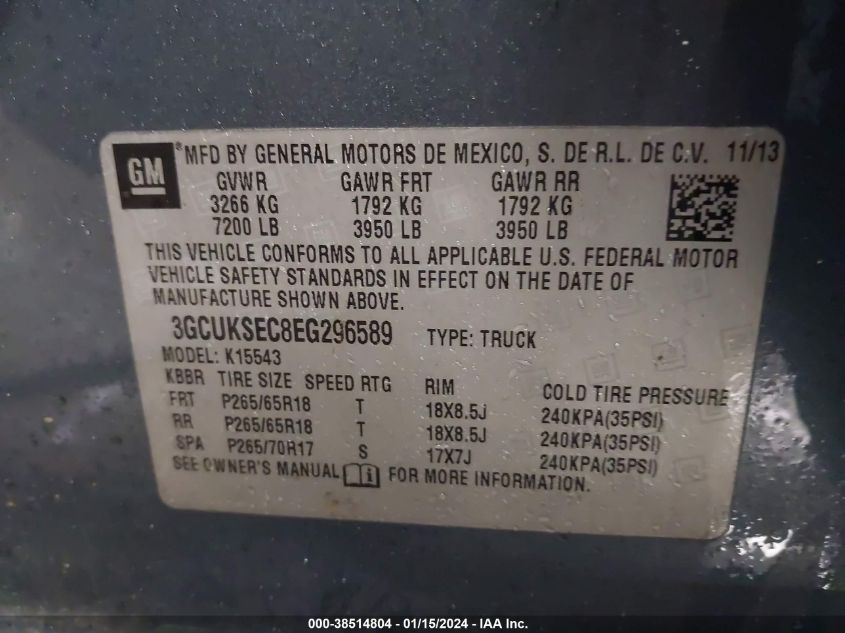 GM ® MFD BY GENERAL MOTORS DE MEXICO, S. DE R.L. DE C.V. 11/13
GVWR GAWR FRT GAWR RR
3266 KG 1792 KG 1792 KG
7200 LB 3950 LB 3950 LB
THIS VEHICLE CONFORMS TO ALL APPLICABLE U.S. FEDERAL MOTOR
VEHICLE SAFETY STANDARDS IN EFFECT ON THE DATE OF
MANUFACTURE SHOWN ABOVE.
3GCUKSEC8EG296589 TYPE: TRUCK
MODEL: K15543
KBBR TIRE SIZE SPEED RTG RIM COLD TIRE PRESSURE
FRT P265/65R18 T 18X8.5J 240KPA(35PSI)
RR P265/65R18 T 18X8.5J 240KPA(35PSI)
SPA P265/70R17 S 17X7J 240KPA(35PSI)
SEE OWNER'S MANUAL FOR MORE INFORMATION.
000-38514804 - 01/15/2024 - IAA Inc.